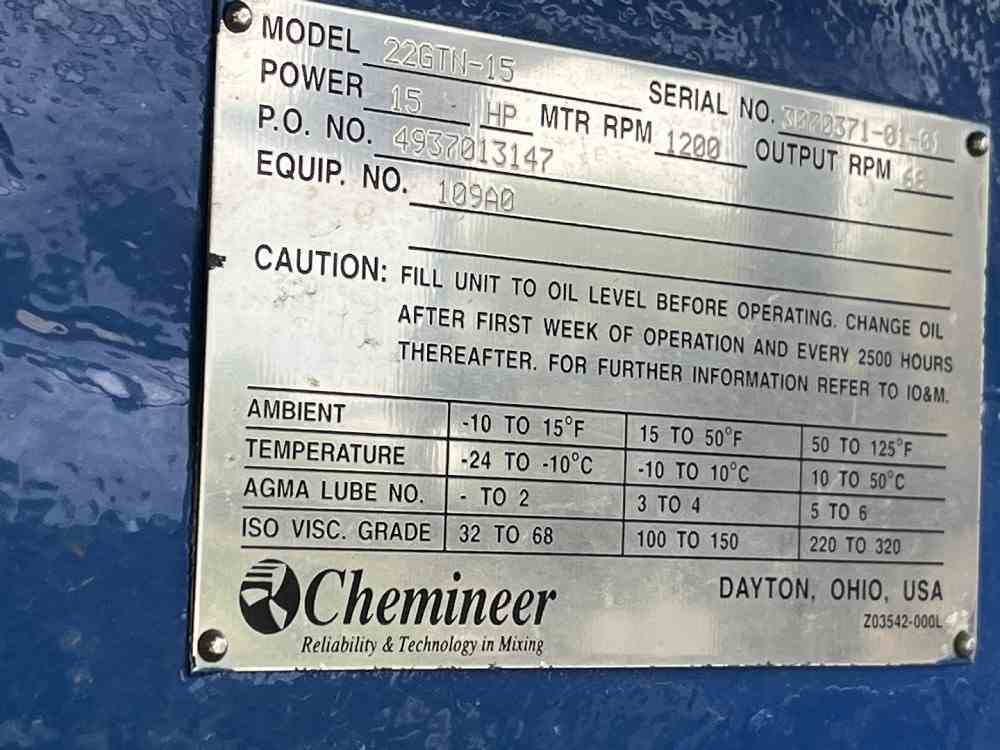 MODEL 22GTN-15
SERIAL NO. 3070371-01-01
POWER 15 HP MTR RPM 1200 OUTPUT RPM 68
P.O. NO. 4937013147
EQUIP. NO. 109A0
CAUTION: FILL UNIT TO OIL LEVEL BEFORE OPERATING. CHANGE OIL
AFTER FIRST WEEK OF OPERATION AND EVERY 2500 HOURS
THEREAFTER. FOR FURTHER INFORMATION REFER TO IO&M.
AMBIENT -10 TO 15°F 15 TO 50°F 50 TO 125°F
TEMPERATURE -24 TO -10°C -10 TO 10°C 10 TO 50°C
AGMA LUBE NO. - TO 2 3 TO 4 5 TO 6
ISO VISC. GRADE 32 TO 68 100 TO 150 220 TO 320
Chemineer
Reliability & Technology in Mixing
DAYTON, OHIO, USA
Z03542-000L